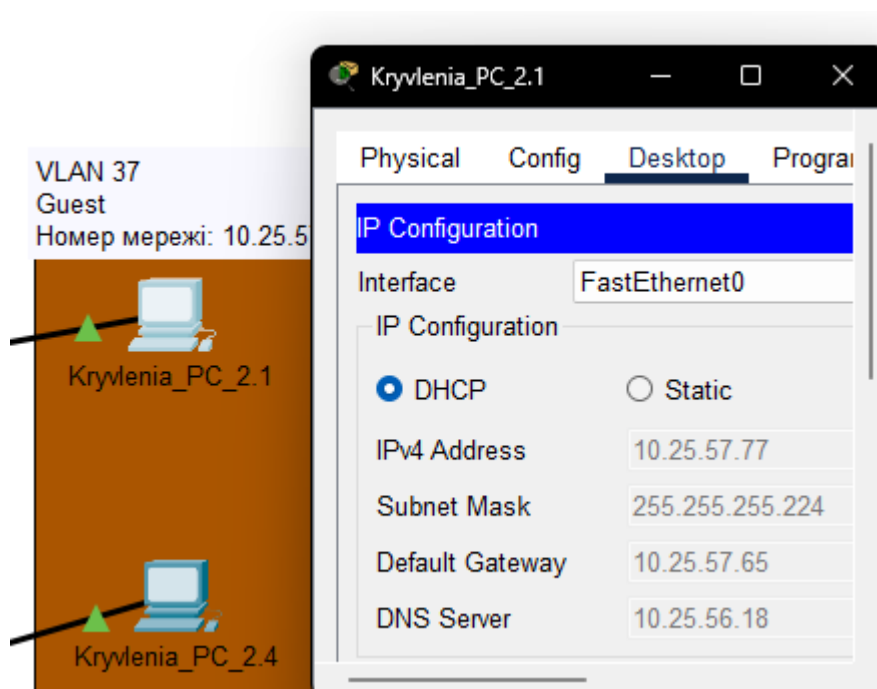 Kryvlenia_PC_2.1
Physical Config Desktop
VLAN 37
Guest
Номер мережі: 10.25.5
IP Configuration
Interface FastEthernet0
IP Configuration
DHCP Static
IPv4 Address 10.25.57.77
Subnet Mask 255.255.255.224
Default Gateway 10.25.57.65
DNS Server 10.25.56.18
Kryvlenia_PC_2.1
Kryvlenia_PC_2.4